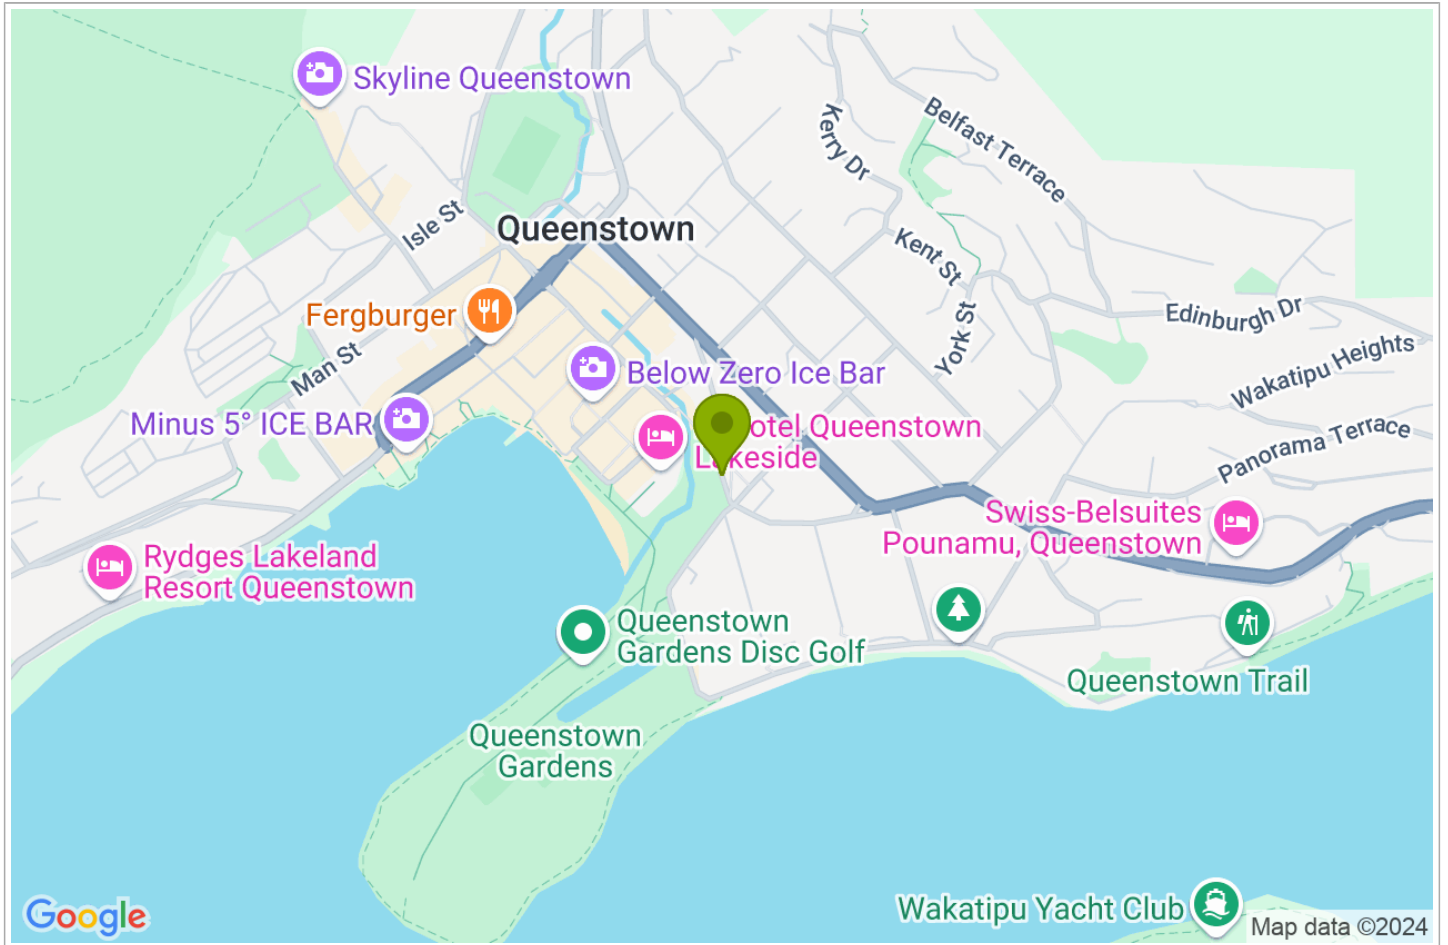 Skyline Queenstown
Belfast Terrace
Kerry Dr
Isle St
Queenstown
Kent St
Fergburger
Edinburgh Dr
York St
Man St
Below Zero Ice Bar
Wakatipu Heights
Minus 5° ICE BAR
Queenstown
Lakeside
Panorama Terrace
Swiss-Belsuites
Pounamu, Queenstown
Rydges Lakeland
Resort Queenstown
Queenstown
Gardens Disc Golf
Queenstown Trail
Queenstown
Gardens
Wakatipu Yacht Club
Google
Map data ©2024